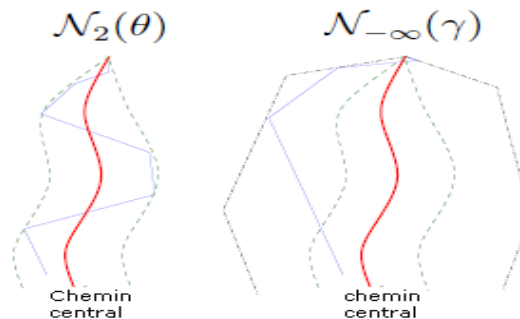 𝒩₂(θ)
𝒩₋∞(γ)
Chemin
central
chemin
central